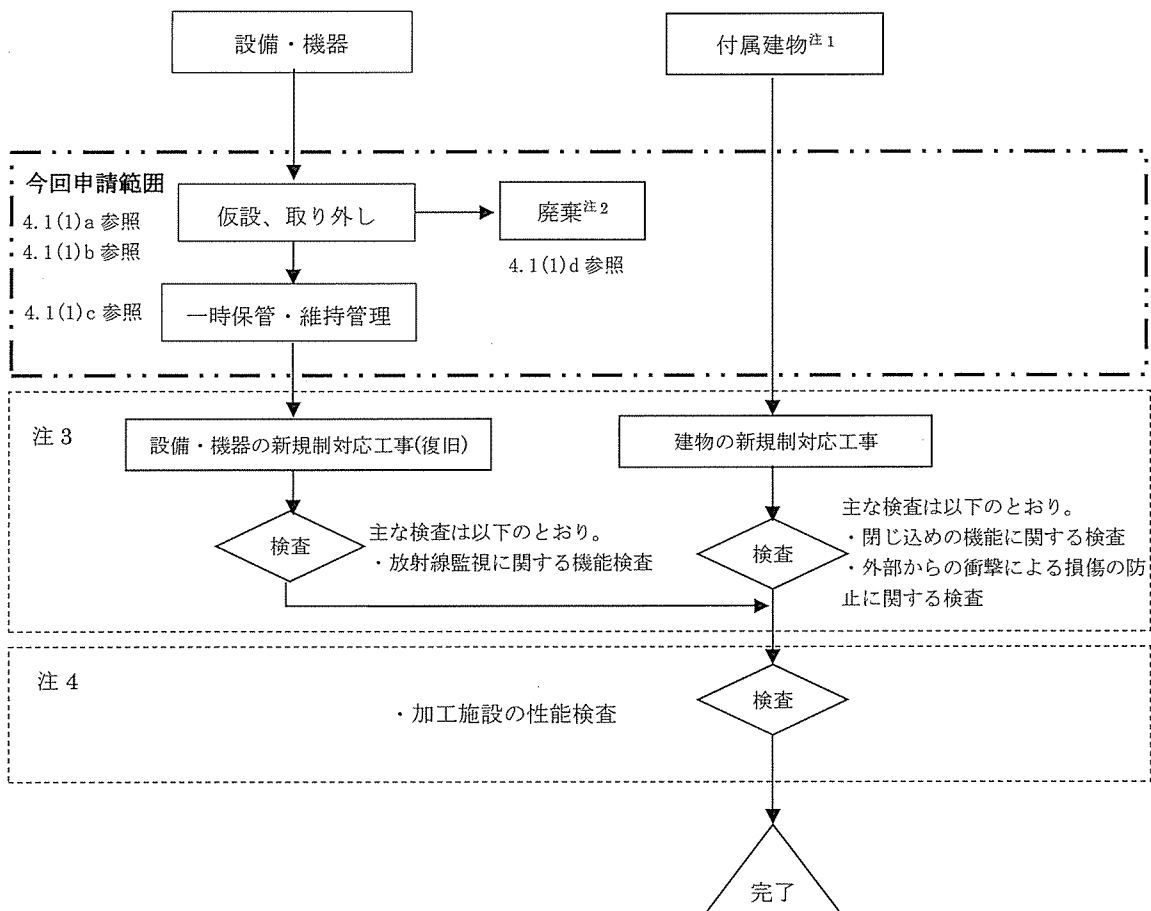 設備・機器
付属建物注1
今回申請範囲
4.1(1)a 参照
4.1(1)b 参照
仮設、取り外し
廃棄注2
4.1(1)d 参照
4.1(1)c 参照
一時保管・維持管理
注 3
設備・機器の新規制対応工事(復旧)
建物の新規制対応工事
検査
主な検査は以下のとおり。
・放射線監視に関する機能検査
検査
主な検査は以下のとおり。
・閉じ込めの機能に関する検査
・外部からの衝撃による損傷の防
止に関する検査
注 4
・加工施設の性能検査
検査
完了